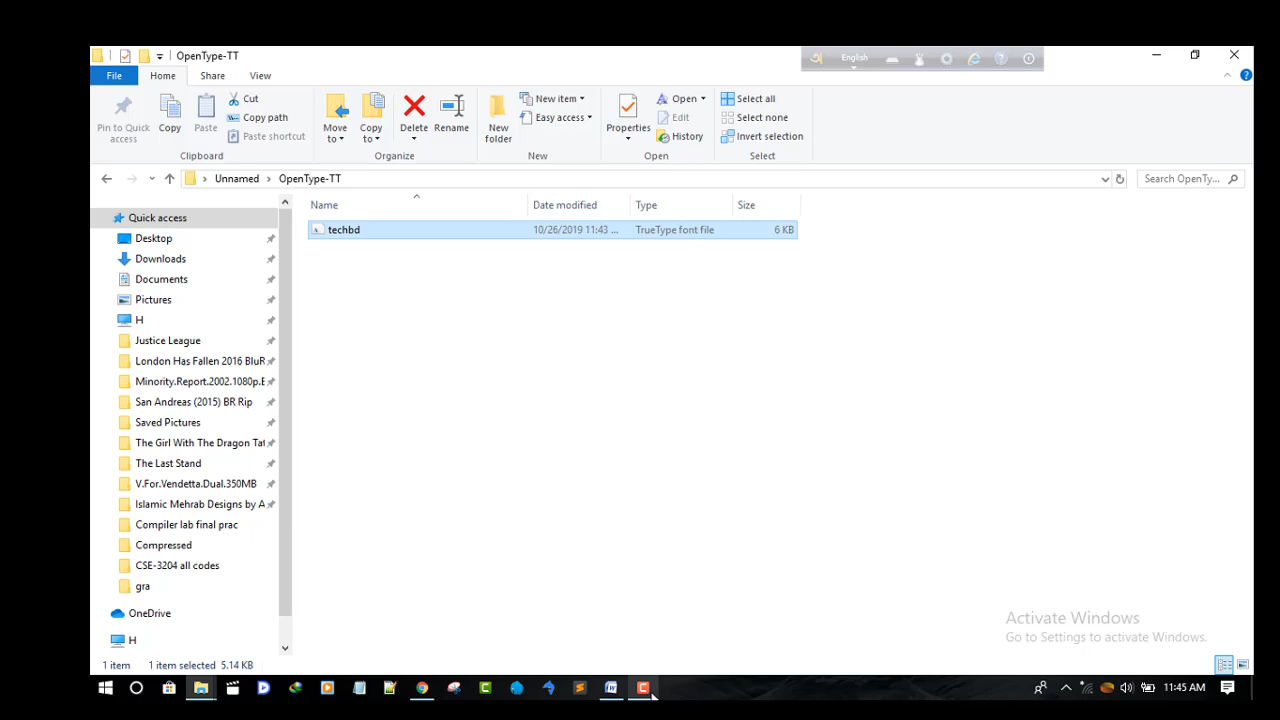 OpenType-TT
English
File Home Share View
Pin to Quick access
Copy
Paste
Cut
Copy path
Paste shortcut
Clipboard
Move to
Copy to
Delete
Rename
Organize
New folder
New item
Easy access
New
Properties
Open
Edit
History
Open
Select all
Select none
Invert selection
Select
Unnamed OpenType-TT
Search OpenTy...
Name Date modified Type Size
techbd 10/26/2019 11:43 ... TrueType font file 6 KB
Quick access
Desktop
Downloads
Documents
Pictures
H
Justice League
London Has Fallen 2016 BluR
Minority.Report.2002.1080p.E
San Andreas (2015) BR Rip
Saved Pictures
The Girl With The Dragon Tat
The Last Stand
V.For.Vendetta.Dual.350MB
Islamic Mehrab Designs by A
Compiler lab final prac
Compressed
CSE-3204 all codes
gra
OneDrive
H
Activate Windows
Go to Settings to activate Windows.
1 item 1 item selected 5.14 KB
11:45 AM